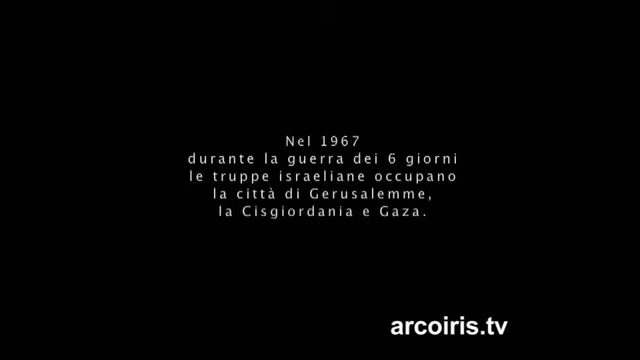 Nel 1967
durante la guerra dei 6 giorni
le truppe israeliane occupano
la città di Gerusalemme,
la Cisgiordania e Gaza.
arcoiris.tv